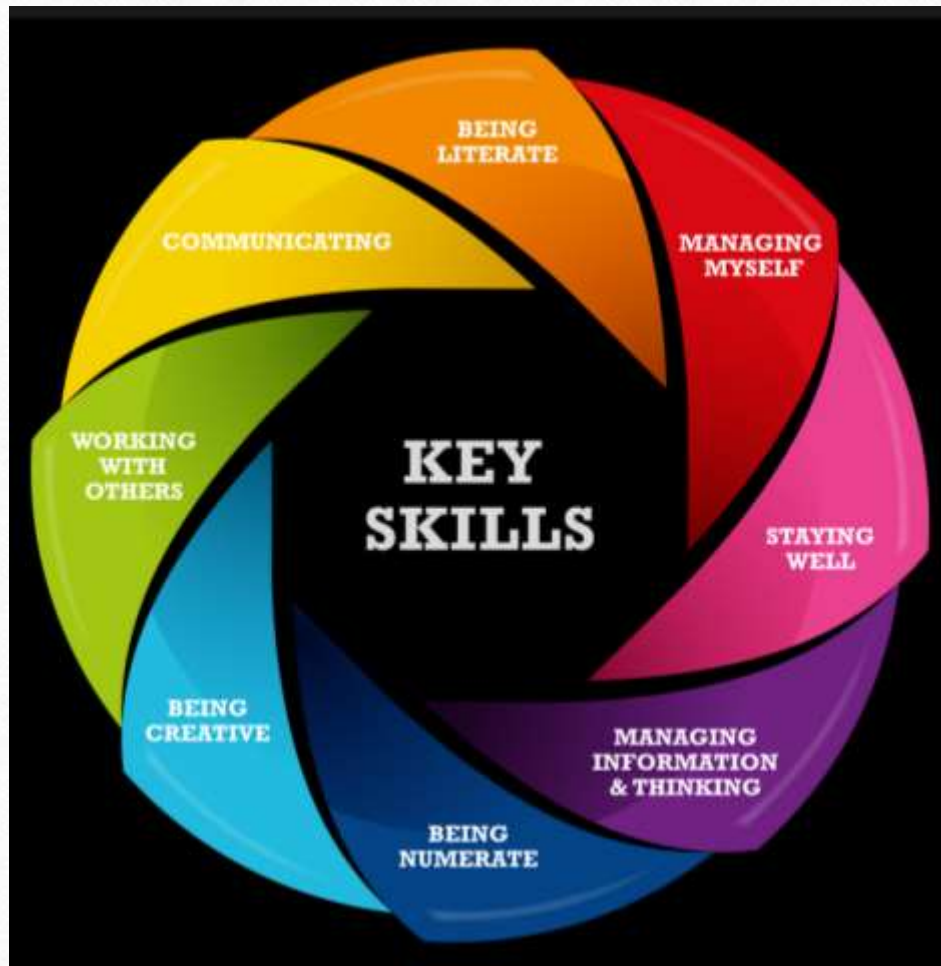 BEING
LITERATE
MANAGING
MYSELF
COMMUNICATING
WORKING
WITH
OTHERS
KEY
SKILLS
STAYING
WELL
BEING
CREATIVE
MANAGING
INFORMATION
& THINKING
BEING
NUMERATE